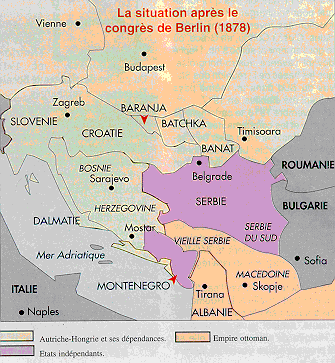 La situation après le
congrès de Berlin (1878)
Vienne
Budapest
Zagreb
BARANJA
SLOVENIE
CROATIE
BATCHKA
Timisoara
BANAT
ROUMANIE
BOSNIE
Sarajevo
Belgrade
SERBIE
BULGARIE
HERZEGOVINE
DALMATIE
Mostar
VIEILLE SERBIE
SERBIE
DU SUD
Mer Adriatique
Sofia
MACEDOINE
ITALIE
MONTENEGRO
Skopje
Tirana
Naples
ALBANIE
Autriche-Hongrie et ses dépendances.
Empire ottoman.
Etats indépendants.